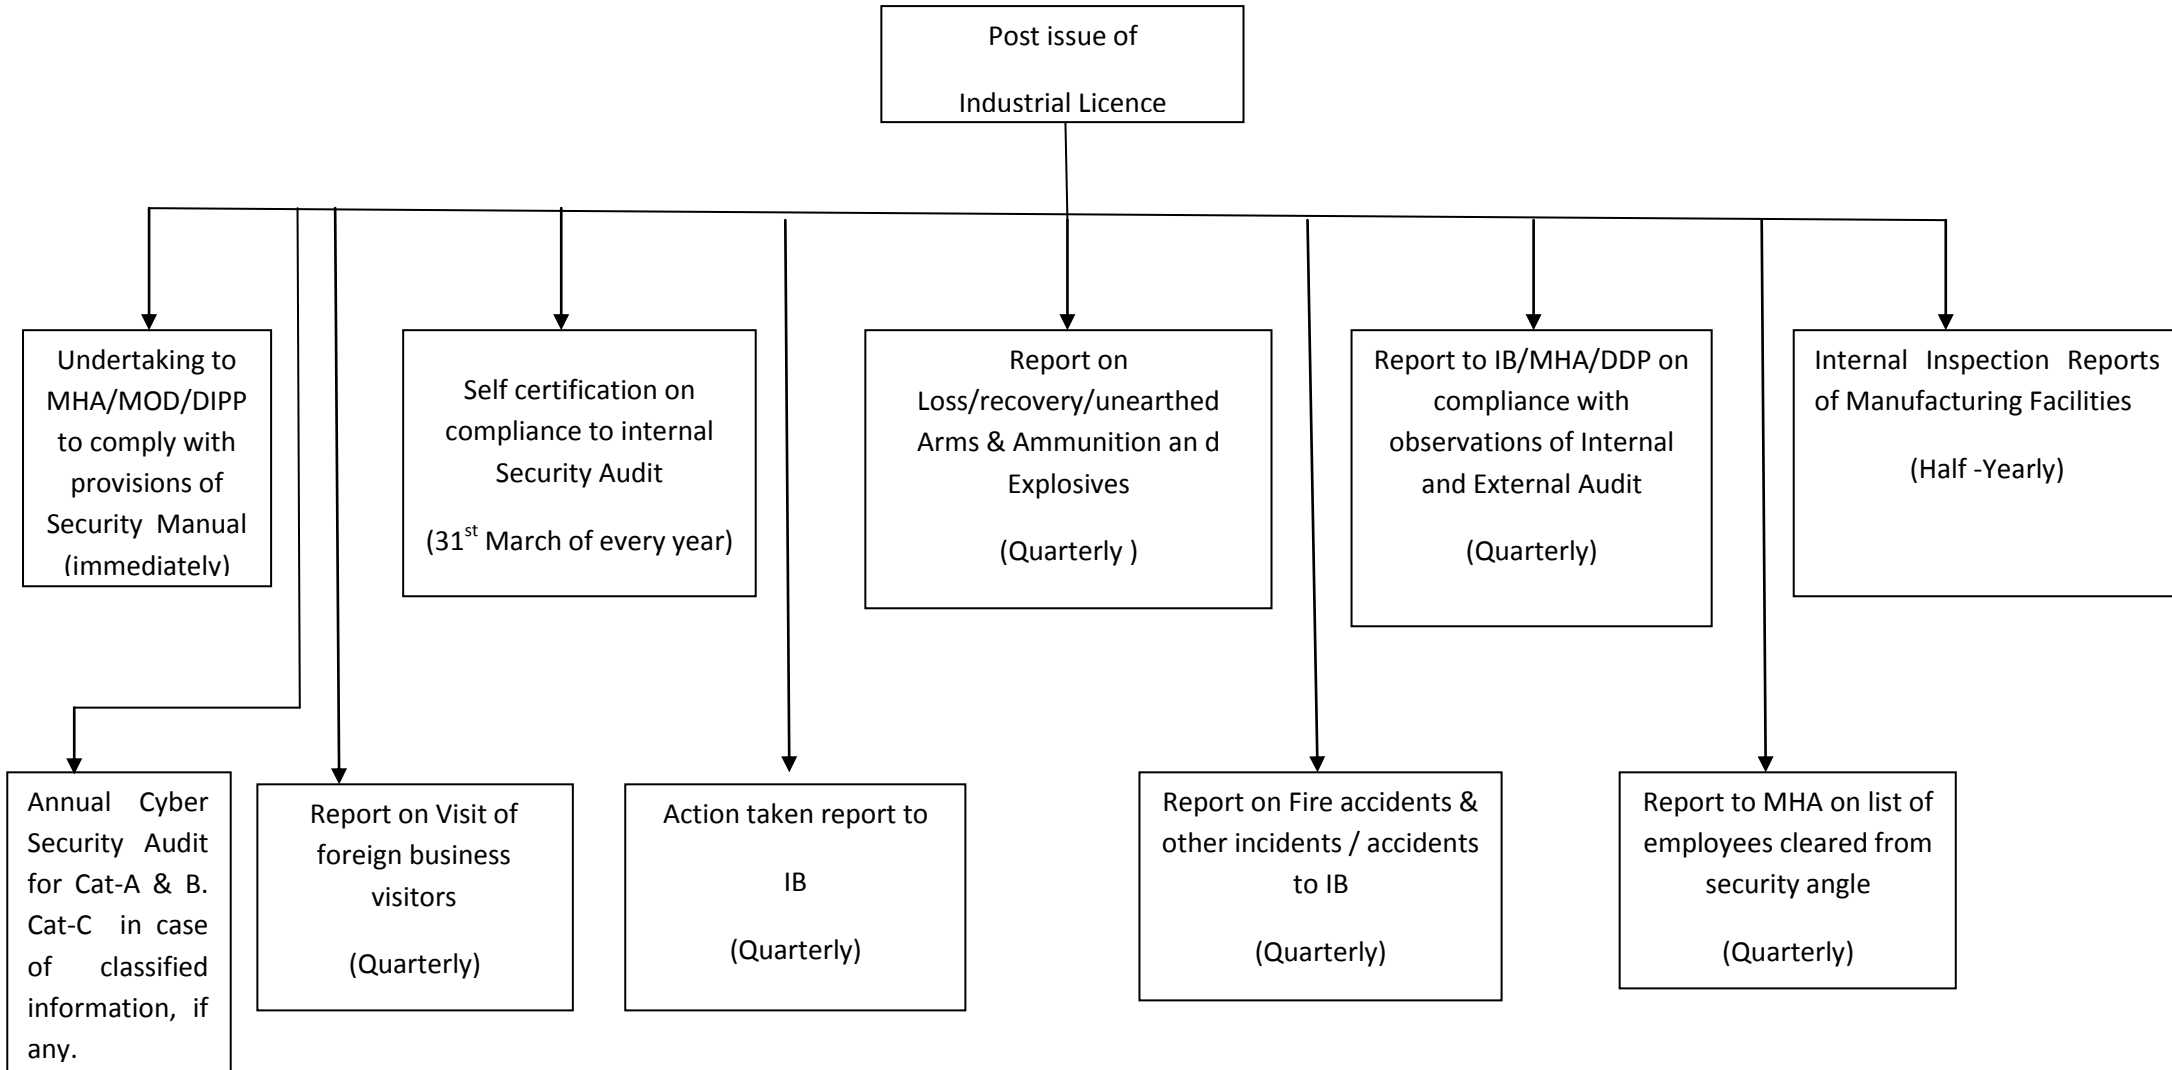 Post issue of
Industrial Licence
Undertaking to
MHA/MOD/DIPP
to comply with
provisions of
Security Manual
(immediately)
Self certification on
compliance to internal
Security Audit
(31st March of every year)
Report on
Loss/recovery/unearthed
Arms & Ammunition an d
Explosives
(Quarterly )
Report to IB/MHA/DDP on
compliance with
observations of Internal
and External Audit
(Quarterly)
Internal Inspection Reports
of Manufacturing Facilities
(Half -Yearly)
Annual Cyber
Security Audit
for Cat-A & B.
Cat-C in case
of classified
information, if
any.
Report on Visit of
foreign business
visitors
(Quarterly)
Action taken report to
IB
(Quarterly)
Report on Fire accidents &
other incidents / accidents
to IB
(Quarterly)
Report to MHA on list of
employees cleared from
security angle
(Quarterly)